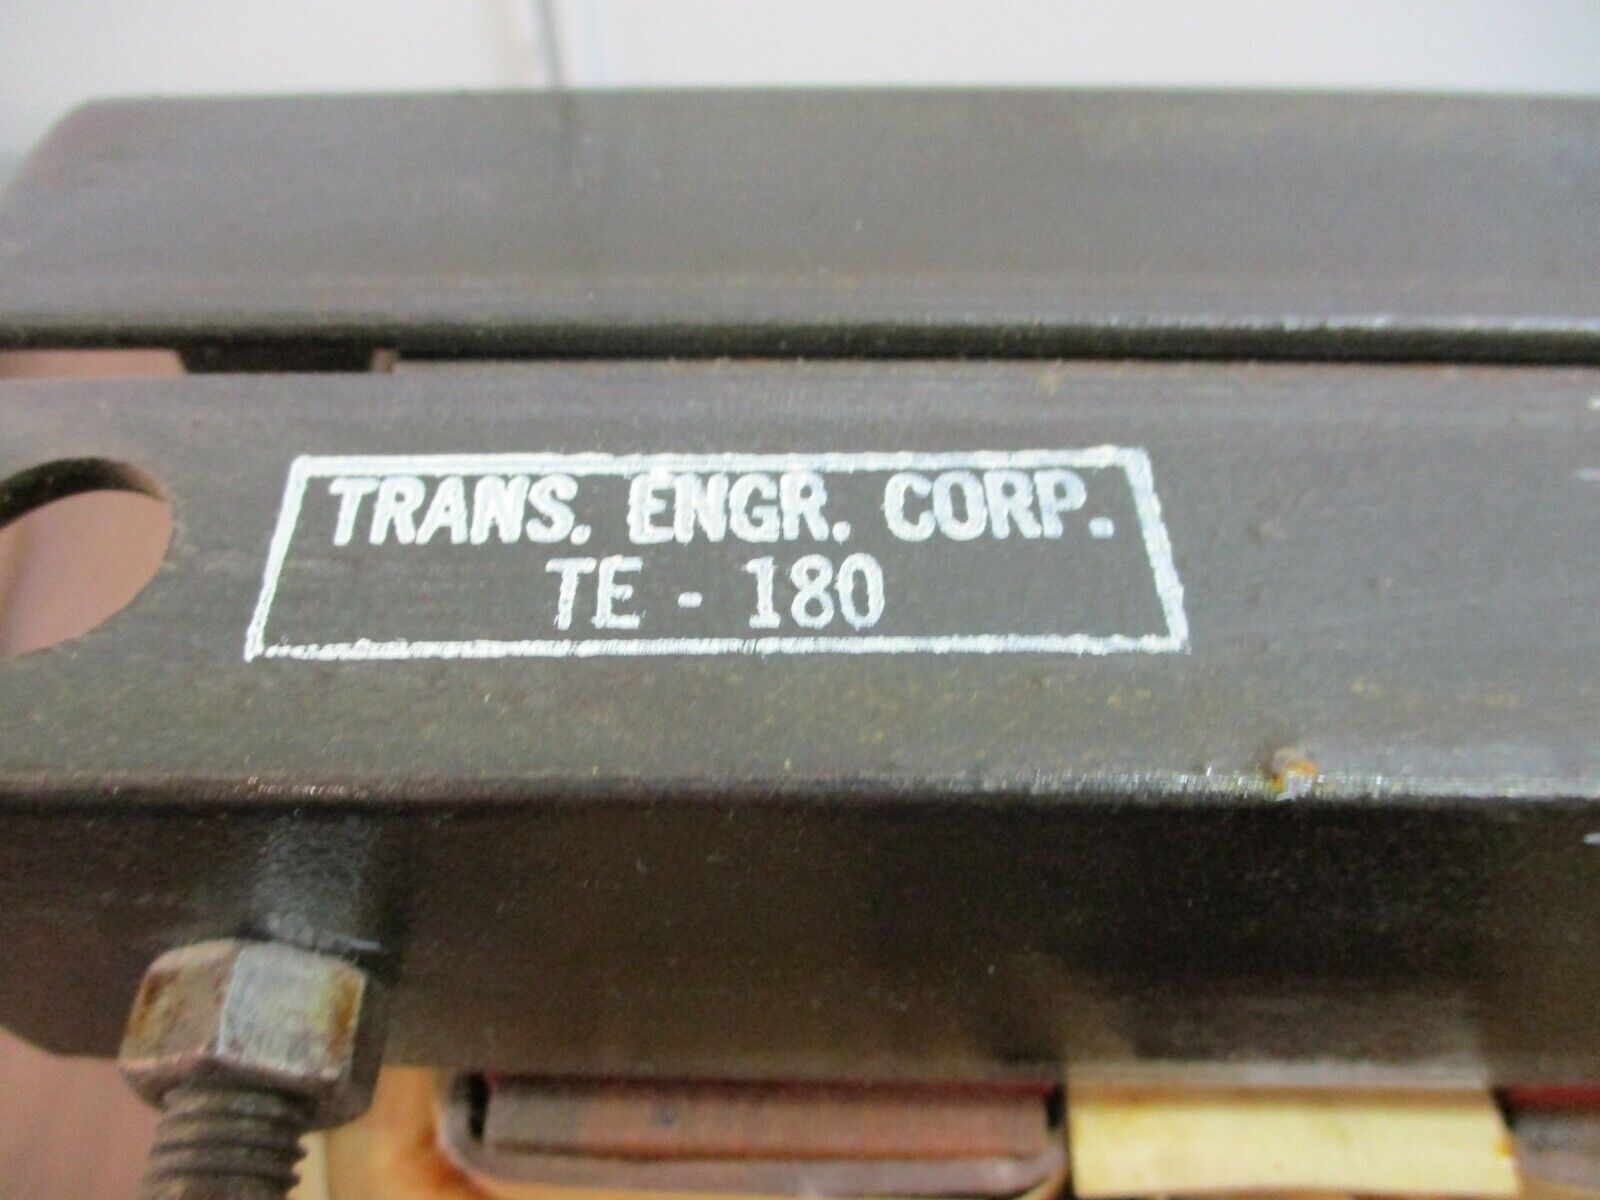 TRANS. ENGR. CORP.
TE - 180